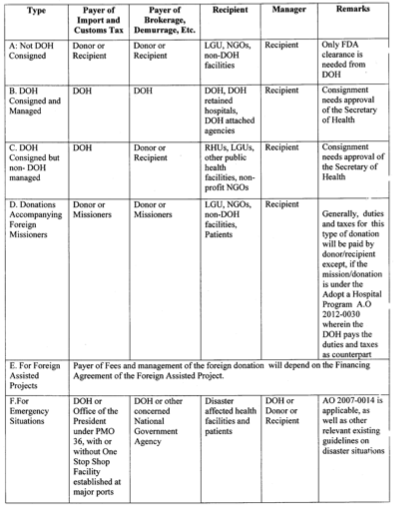 Type
Payer of
Import and
Customs Tax
Payer of
Brokerage,
Demurrage, Etc.
Recipient
Manager
Remarks
A: Not DOH
Consigned
Donor or
Recipient
Donor or
Recipient
LGU, NGOs,
non-DOH
facilities
Recipient
Only FDA
clearance is
needed from
DOH
B. DOH
Consigned and
Managed
DOH
DOH
DOH, DOH
retained
hospitals,
DOH attached
agencies
Recipient
Consignment
needs approval
of the Secretary
of Health
C. DOH
Consigned but
non- DOH
managed
DOH
Donor or
Recipient
RHUs, LGUs,
other public
health
facilities, non-
profit NGOs
Recipient
Consignment
needs approval of
the Secretary of
Health
D. Donations
Accompanying
Foreign
Missioners
Donor or
Missioners
Donor or
Missioners
LGU, NGOs,
non-DOH
facilities,
Patients
Recipient
Generally, duties
and taxes for this
type of donation
will be paid by
donor/recipient
except, if the
mission/donation
is under the
Adopt a Hospital
Program A.O
2012-0030
wherein the
DOH pays the
duties and taxes
as counterpart
E. For Foreign
Assisted
Projects
Payer of Fees and management of the foreign donation will depend on the Financing
Agreement of the Foreign Assisted Project.
F.For
Emergency
Situations
DOH or
Office of the
President
under PMO
36, with or
without One
Stop Shop
Facility
established at
major ports
DOH or other
concerned
National
Government
Agency
Disaster
affected health
facilities and
patients
DOH or
Donor or
Recipient
AO 2007-0014 is
applicable, as
well as other
relevant existing
guidelines on
disaster situations